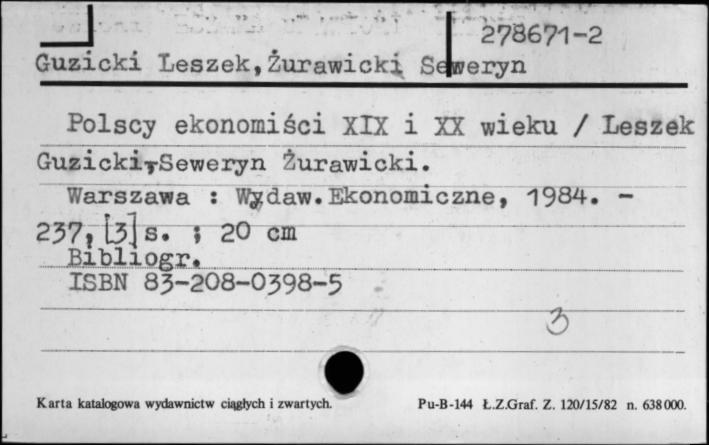 278671-2
Guzicki Leszek, Żurawicki Seweryn
Polscy ekonomiści XIX i XX wieku / Leszek
Guzicki, Seweryn Żurawicki.
Warszawa : Wydaw. Ekonomiczne, 1984. -
237, [3] s. ; 20 cm
Bibliogr.
ISBN 83-208-0398-5
3
Karta katalogowa wydawnictw ciągłych i zwartych.
Pu-B-144 Ł.Z.Graf. Z. 120/15/82 n. 638000.